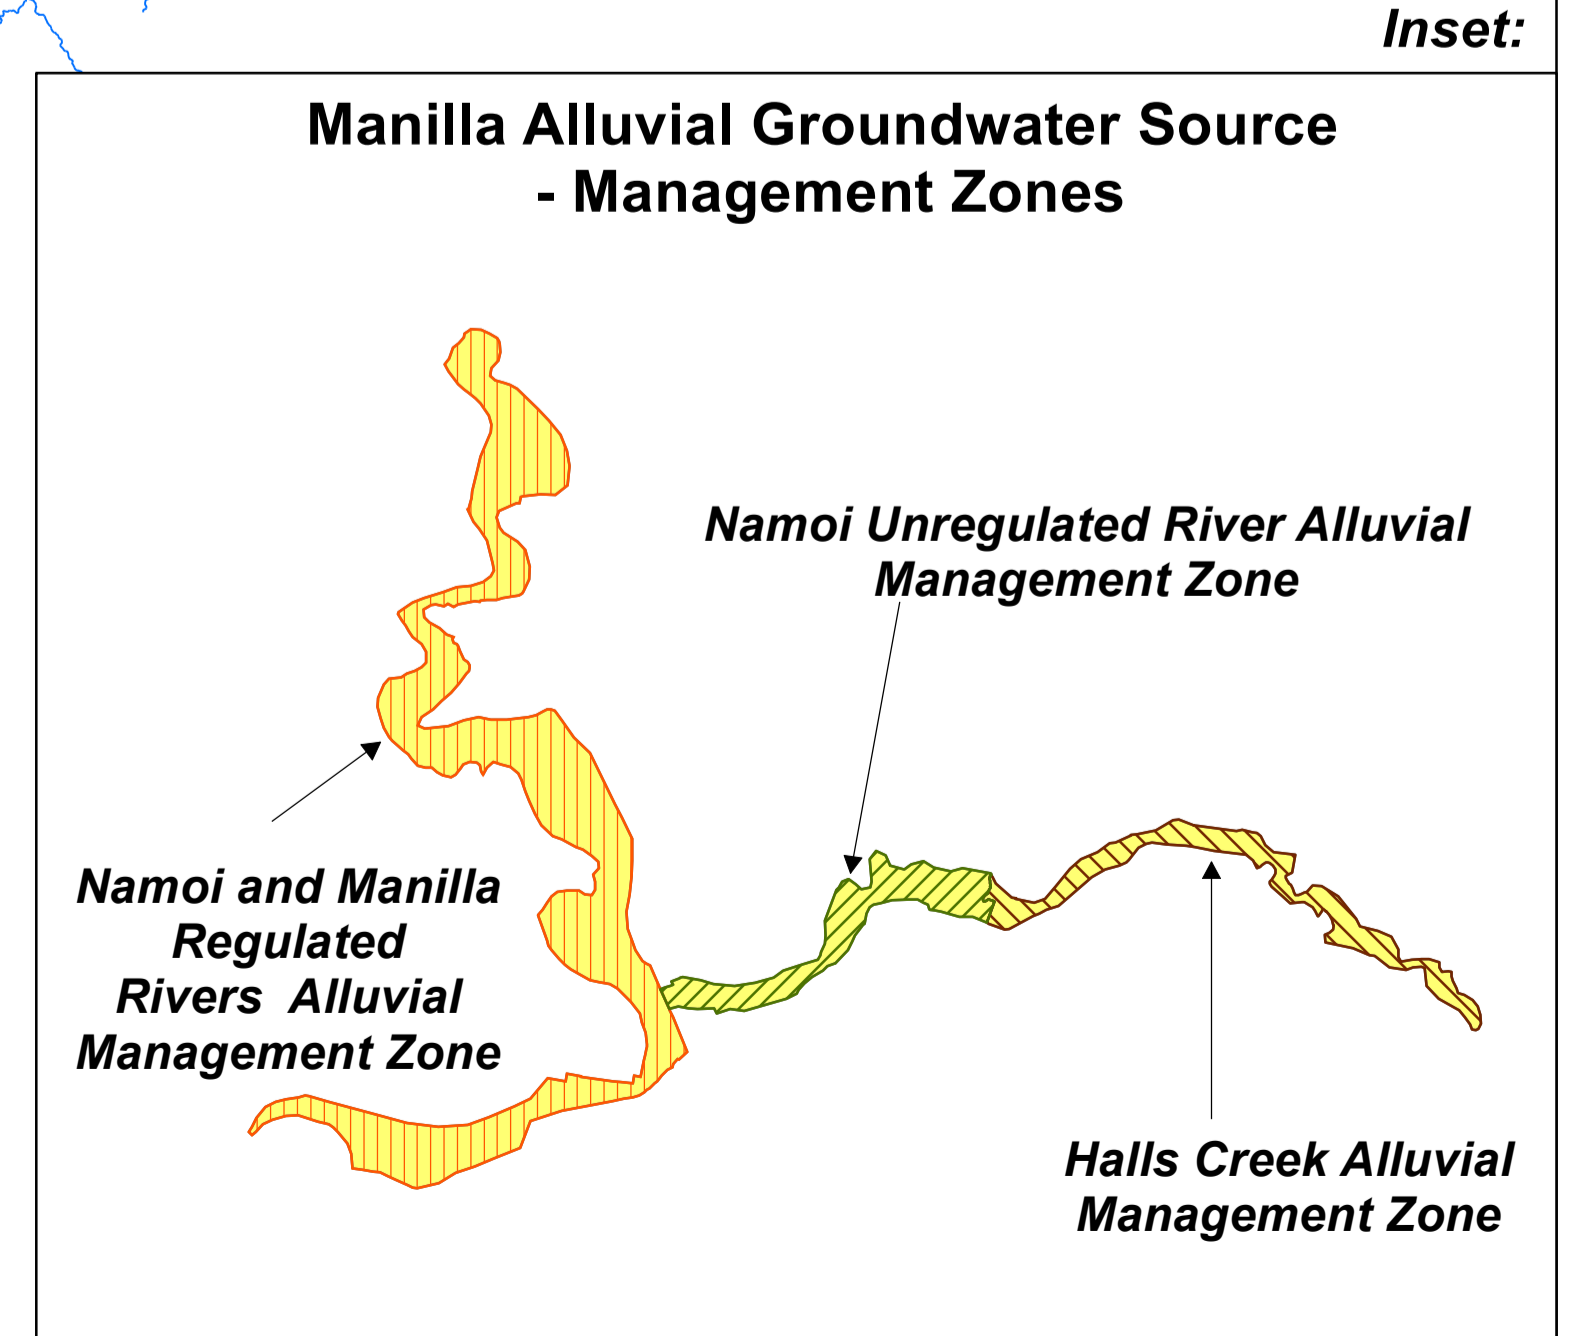 Inset:
Manilla Alluvial Groundwater Source
- Management Zones
Namoi Unregulated River Alluvial
Management Zone
Namoi and Manilla
Regulated
Rivers Alluvial
Management Zone
Halls Creek Alluvial
Management Zone